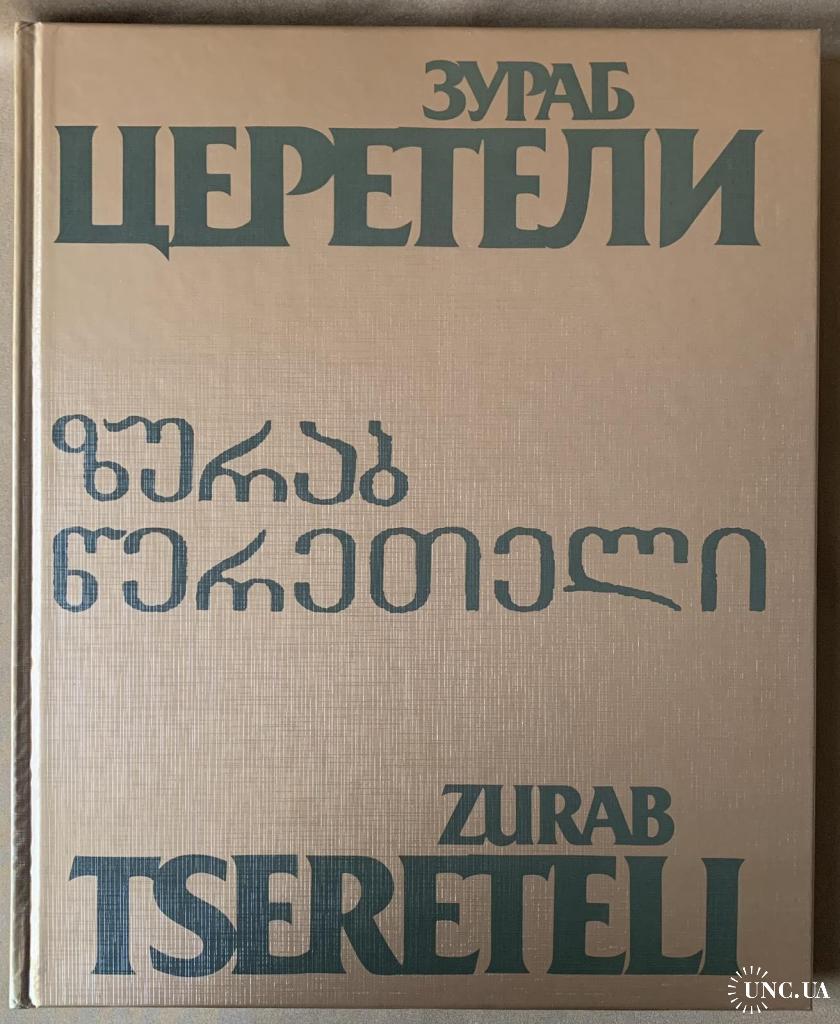 ЗУРАБ
ЦЕРЕТЕЛИ
ზურაბ
წერეთელი
ZURAB
TSERETELI
UNC.UA